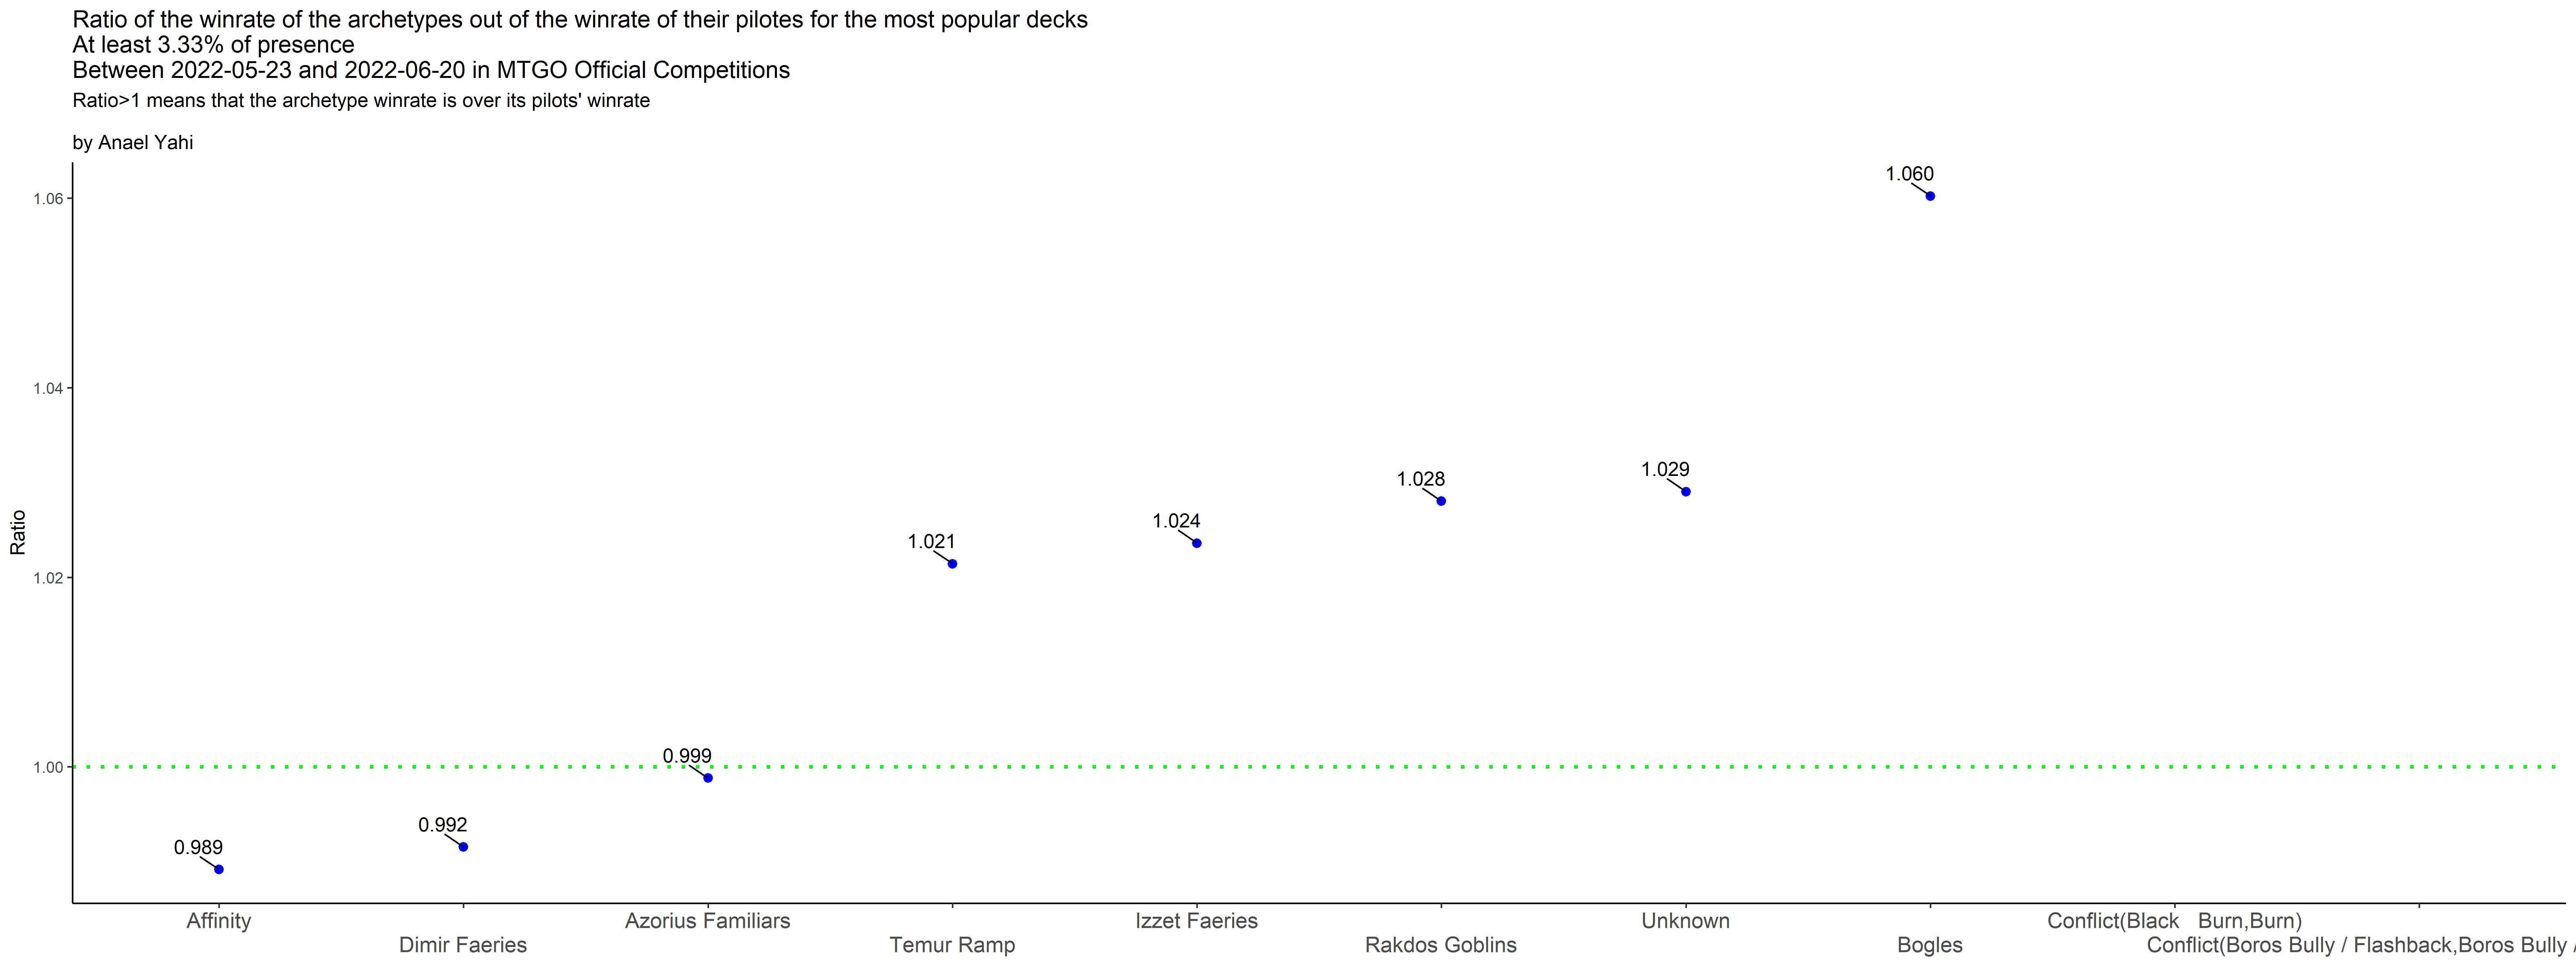 Ratio of the winrate of the archetypes out of the winrate of their pilotes for the most popular decks
At least 3.33% of presence
Between 2022-05-23 and 2022-06-20 in MTGO Official Competitions
Ratio>1 means that the archetype winrate is over its pilots' winrate
by Anael Yahi
Ratio
1.06
1.04
1.02
1.00
0.989
0.992
0.999
1.021
1.024
1.028
1.029
1.060
Affinity
Dimir Faeries
Azorius Familiars
Temur Ramp
Izzet Faeries
Rakdos Goblins
Unknown
Bogles
Conflict(Black   Burn,Burn)
Conflict(Boros Bully / Flashback,Boros Bully /